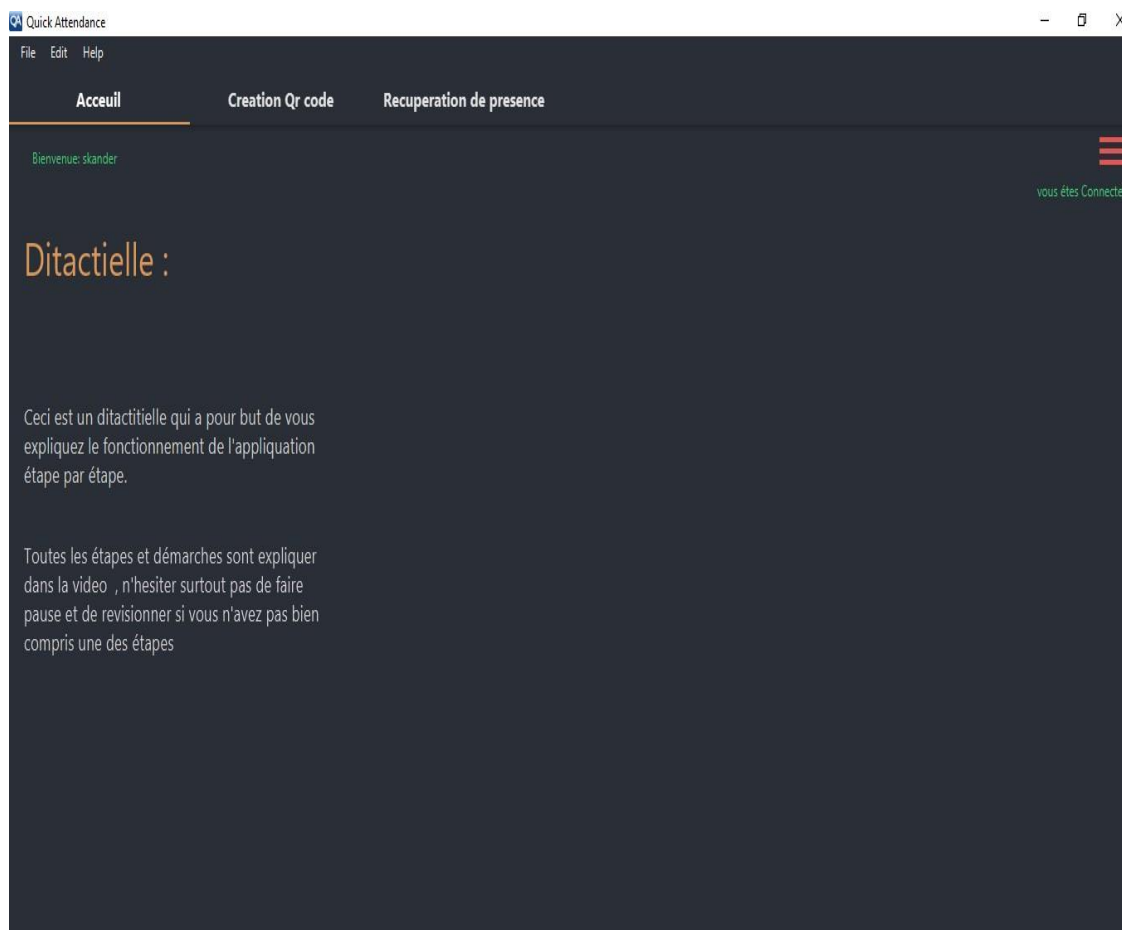 QA Quick Attendance
File Edit Help
Acceuil Creation Qr code Recuperation de presence
Bienvenue: skander
vous étes Connecte
Ditactielle :
Ceci est un ditactitielle qui a pour but de vous
expliquez le fonctionnement de l'appliquation
étape par étape.
Toutes les étapes et démarches sont expliquer
dans la video , n'hesiter surtout pas de faire
pause et de revisionner si vous n'avez pas bien
compris une des étapes